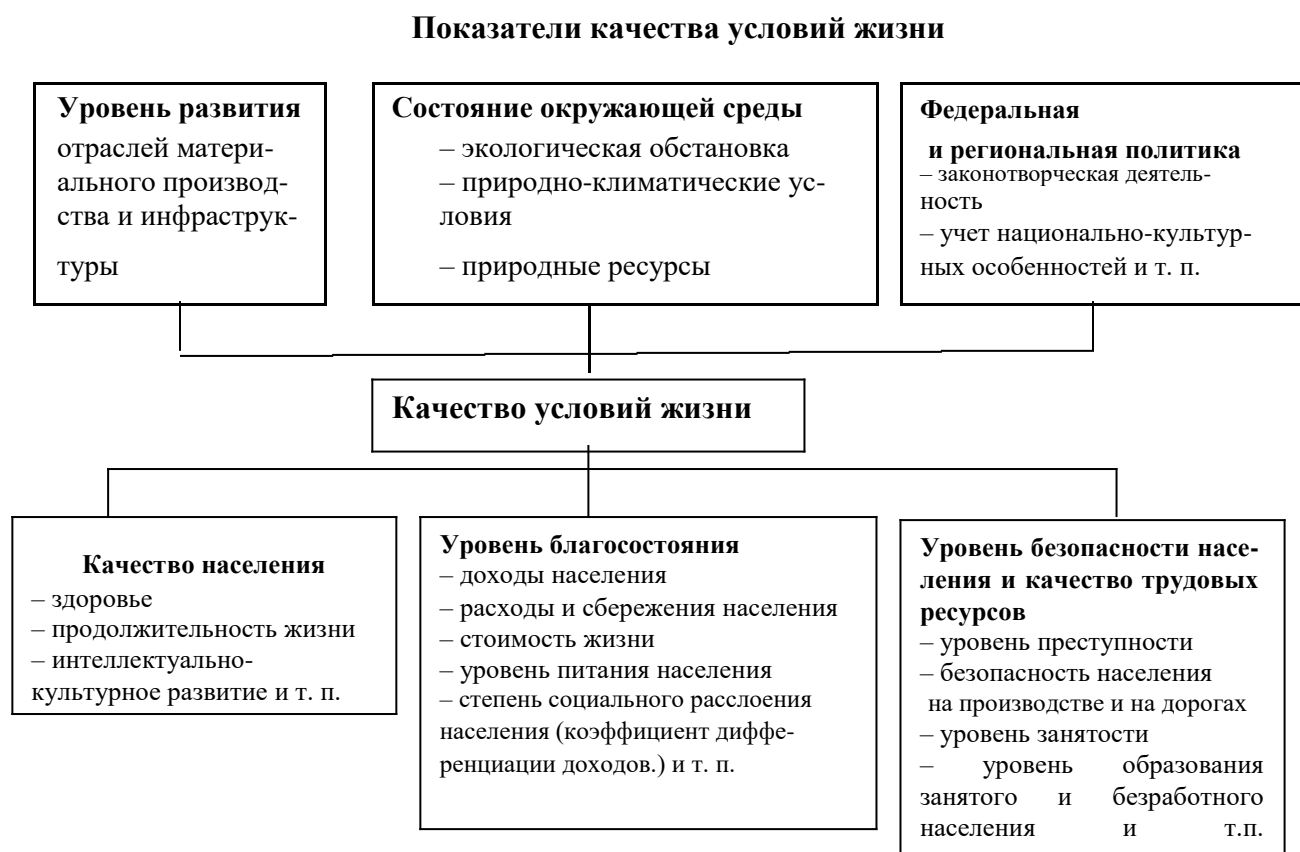 Показатели качества условий жизни
Уровень развития
отраслей матери-
ального производ-
ства и инфраструк-
туры
Состояние окружающей среды
– экологическая обстановка
– природно-климатические ус-
ловия
– природные ресурсы
Федеральная
и региональная политика
– законотворческая деятель-
ность
– учет национально-культур-
ных особенностей и т. п.
Качество условий жизни
Качество населения
– здоровье
– продолжительность жизни
– интеллектуально-
культурное развитие и т. п.
Уровень благосостояния
– доходы населения
– расходы и сбережения населения
– стоимость жизни
– уровень питания населения
– степень социального расслоения
населения (коэффициент диффе-
ренциации доходов.) и т. п.
Уровень безопасности насе-
ления и качество трудовых
ресурсов
– уровень преступности
– безопасность населения
на производстве и на дорогах
– уровень занятости
– уровень образования
занятого и безработного
населения и т.п.